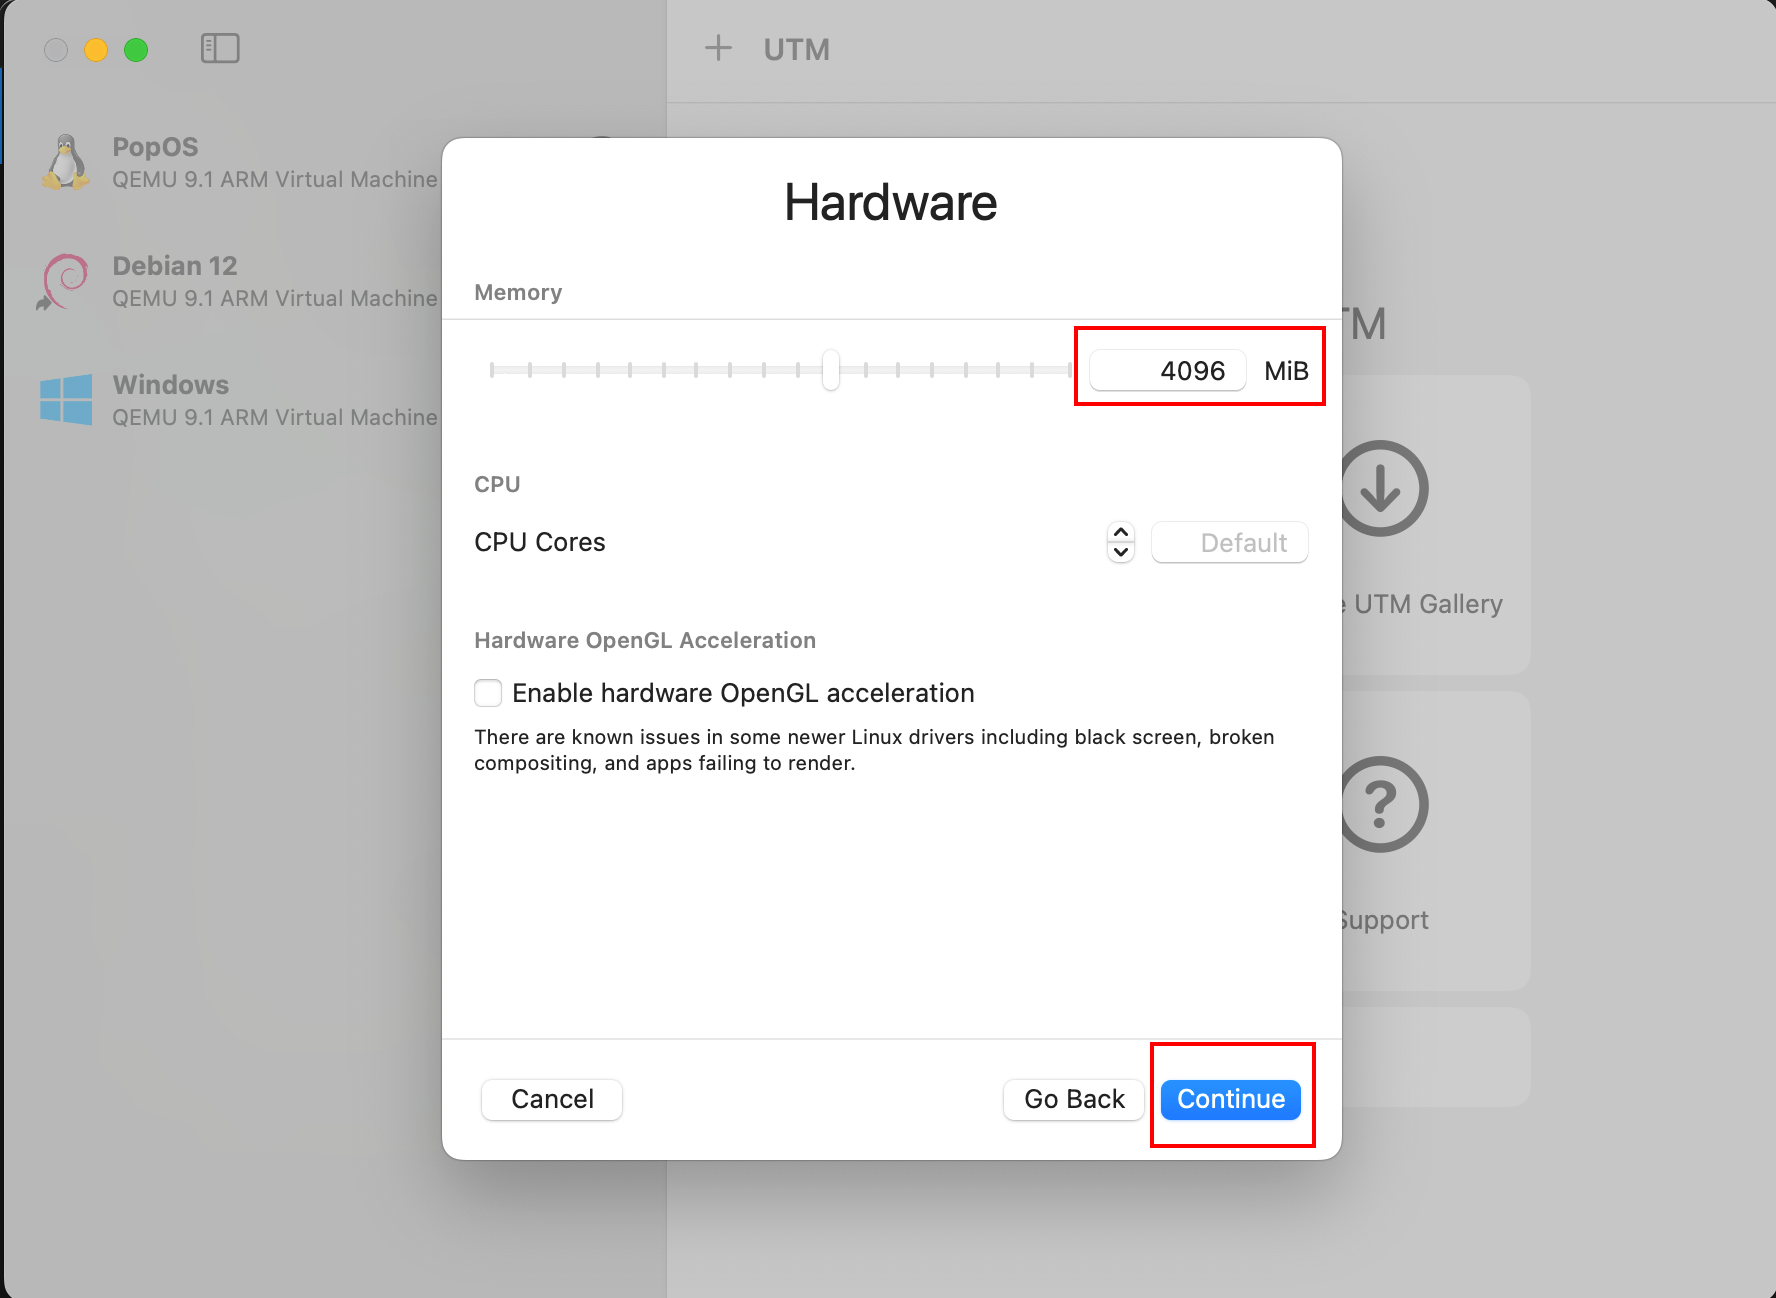 UTM
PopOS
QEMU 9.1 ARM Virtual Machine
Debian 12
QEMU 9.1 ARM Virtual Machine
Windows
QEMU 9.1 ARM Virtual Machine
Hardware
Memory
4096 MiB
CPU
CPU Cores
Default
Hardware OpenGL Acceleration
Enable hardware OpenGL acceleration
There are known issues in some newer Linux drivers including black screen, broken
compositing, and apps failing to render.
Cancel
Go Back
Continue
TM
UTM Gallery
Support